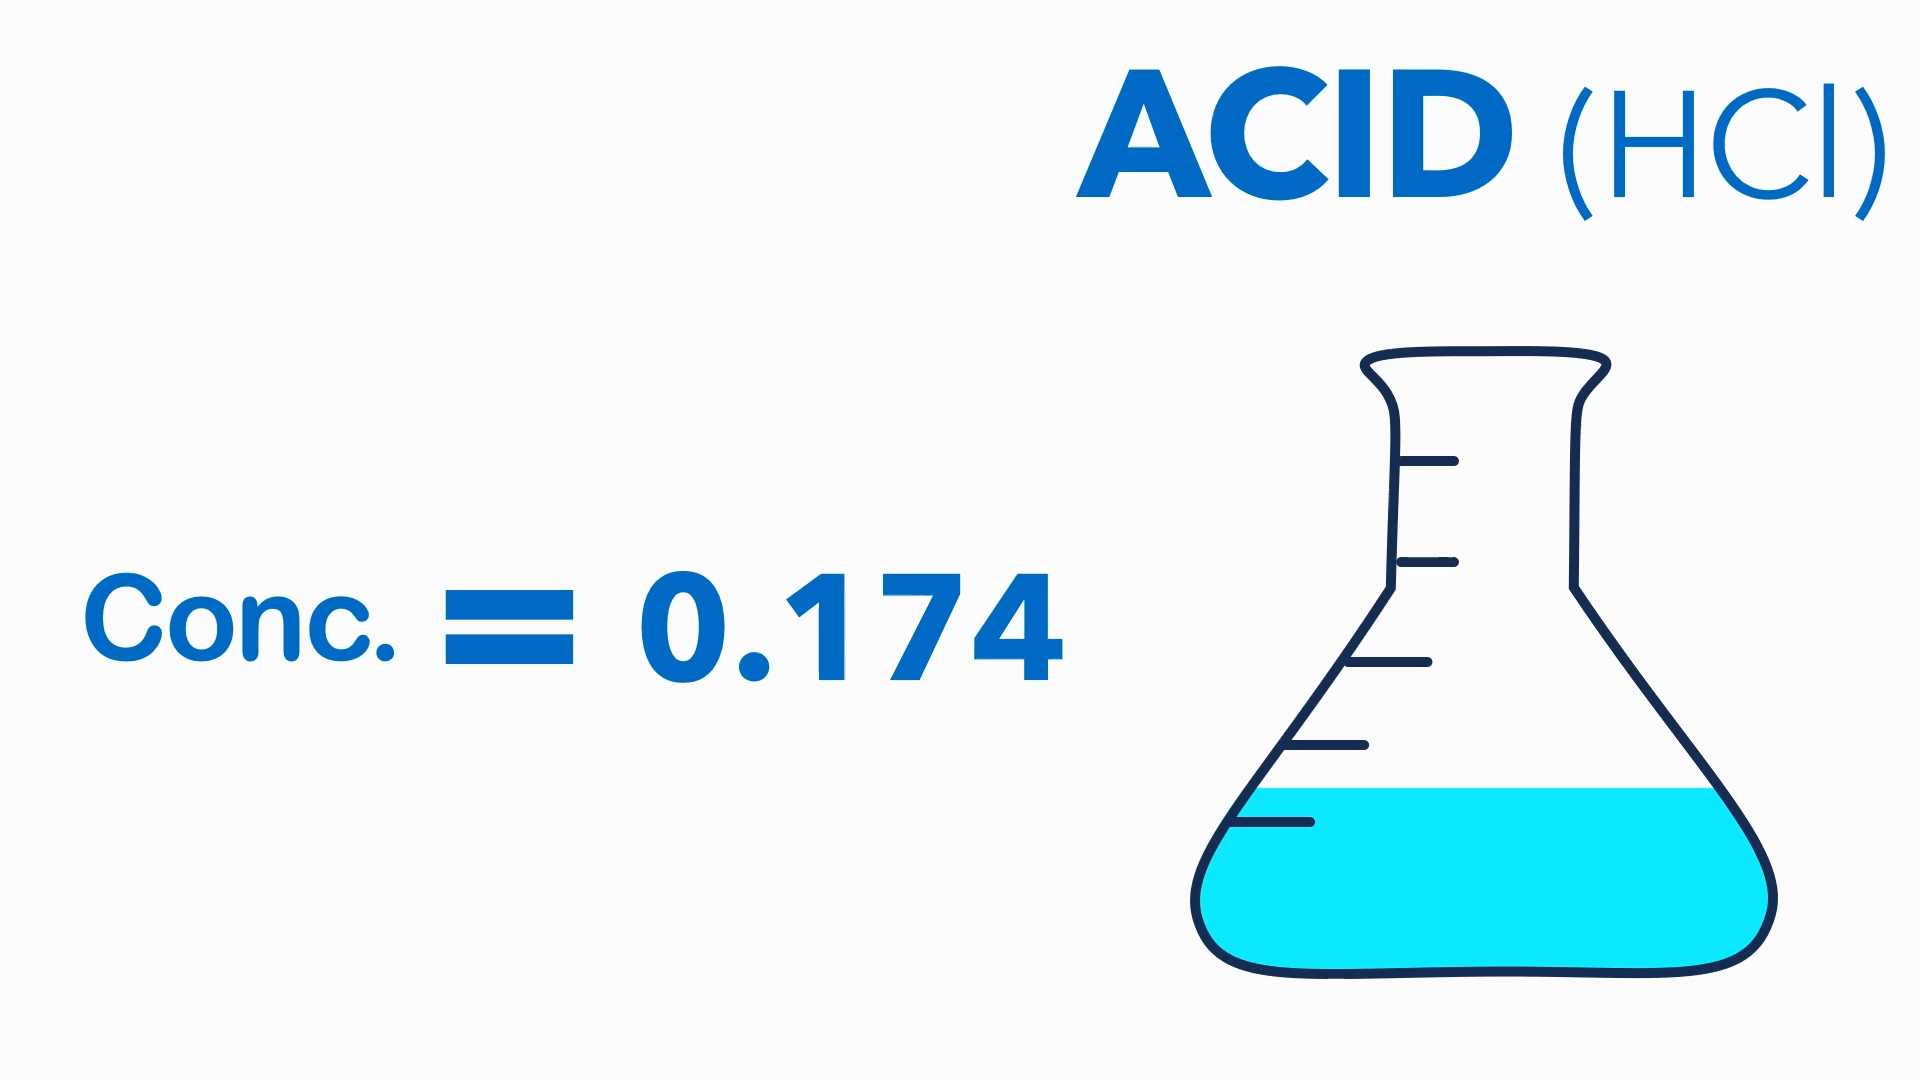 ACID (HCl)
Conc. = 0.174